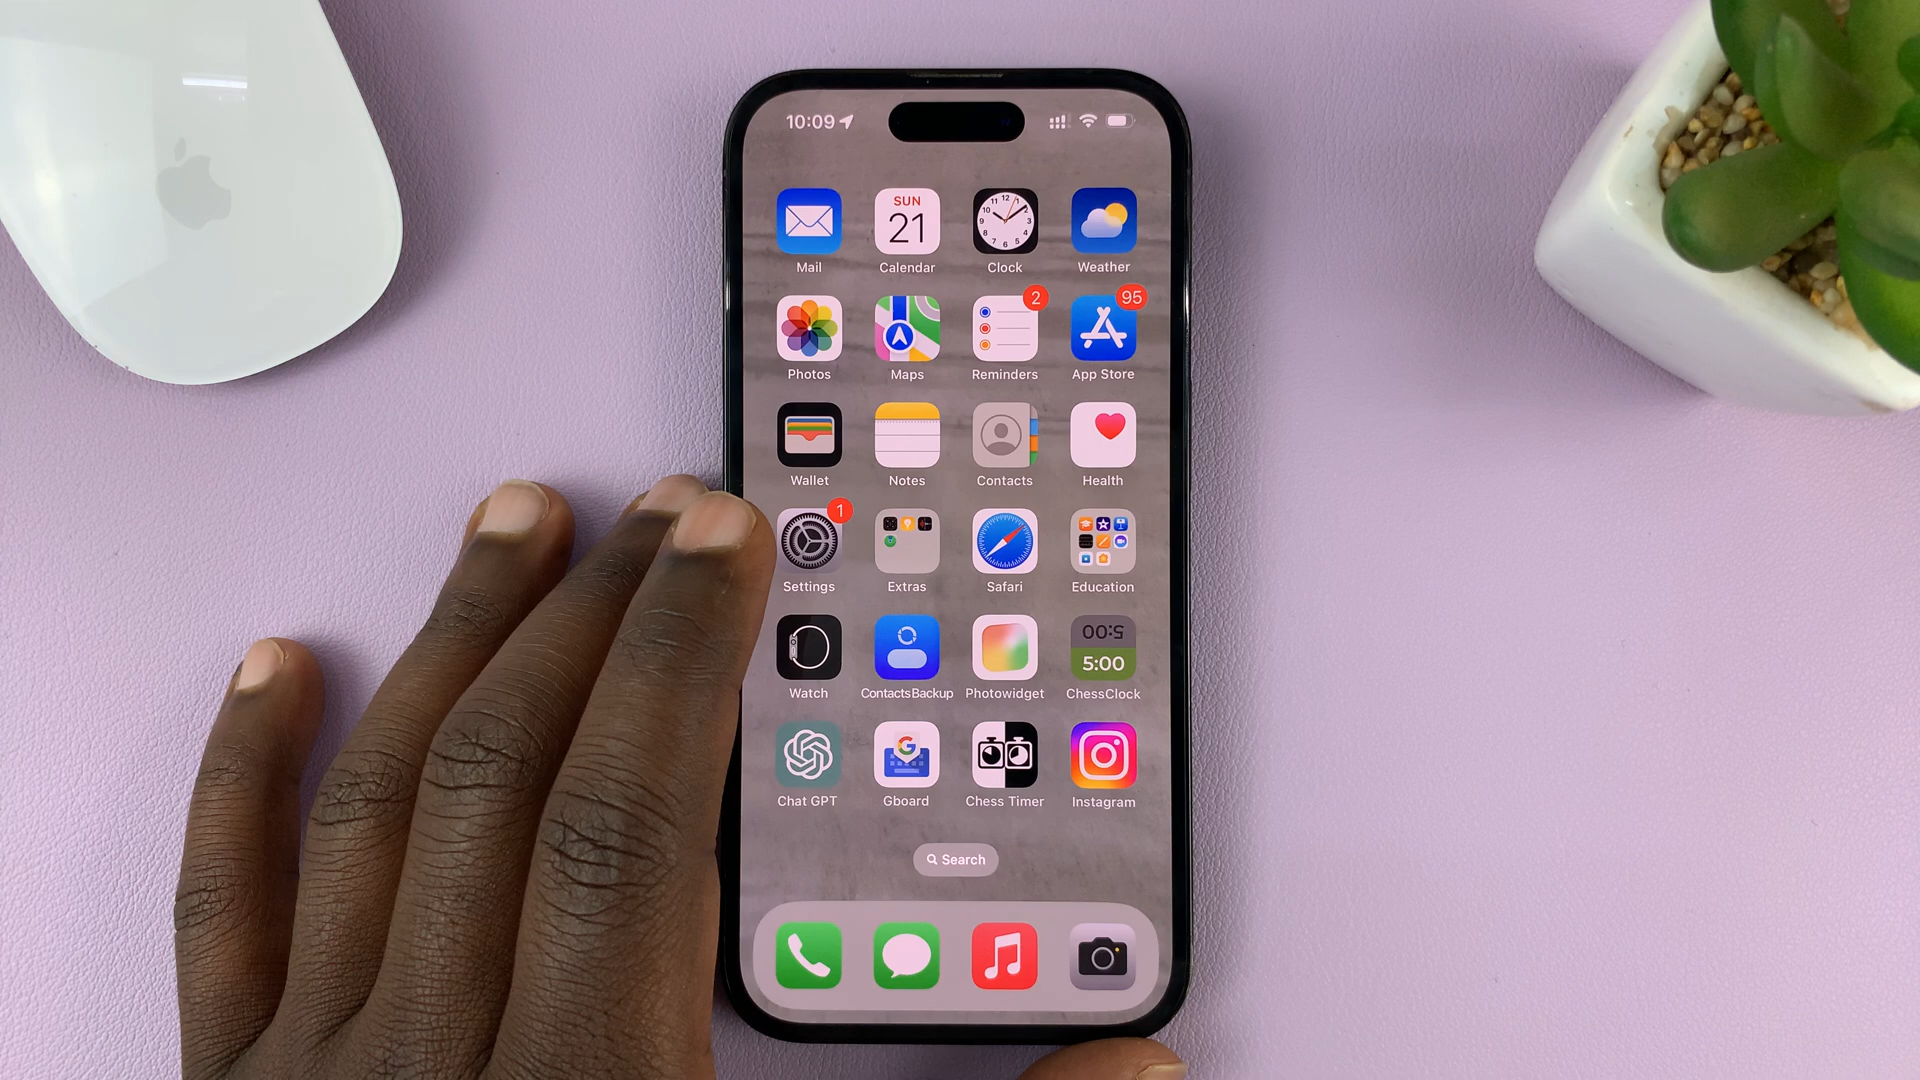 10:09
SUN
21
Mail Calendar Clock Weather
2 95
Photos Maps Reminders App Store
Wallet Notes Contacts Health
1
Settings Extras Safari Education
5:00
5:00
Watch ContactsBackup Photowidget ChessClock
G
Chat GPT Gboard Chess Timer Instagram
Search